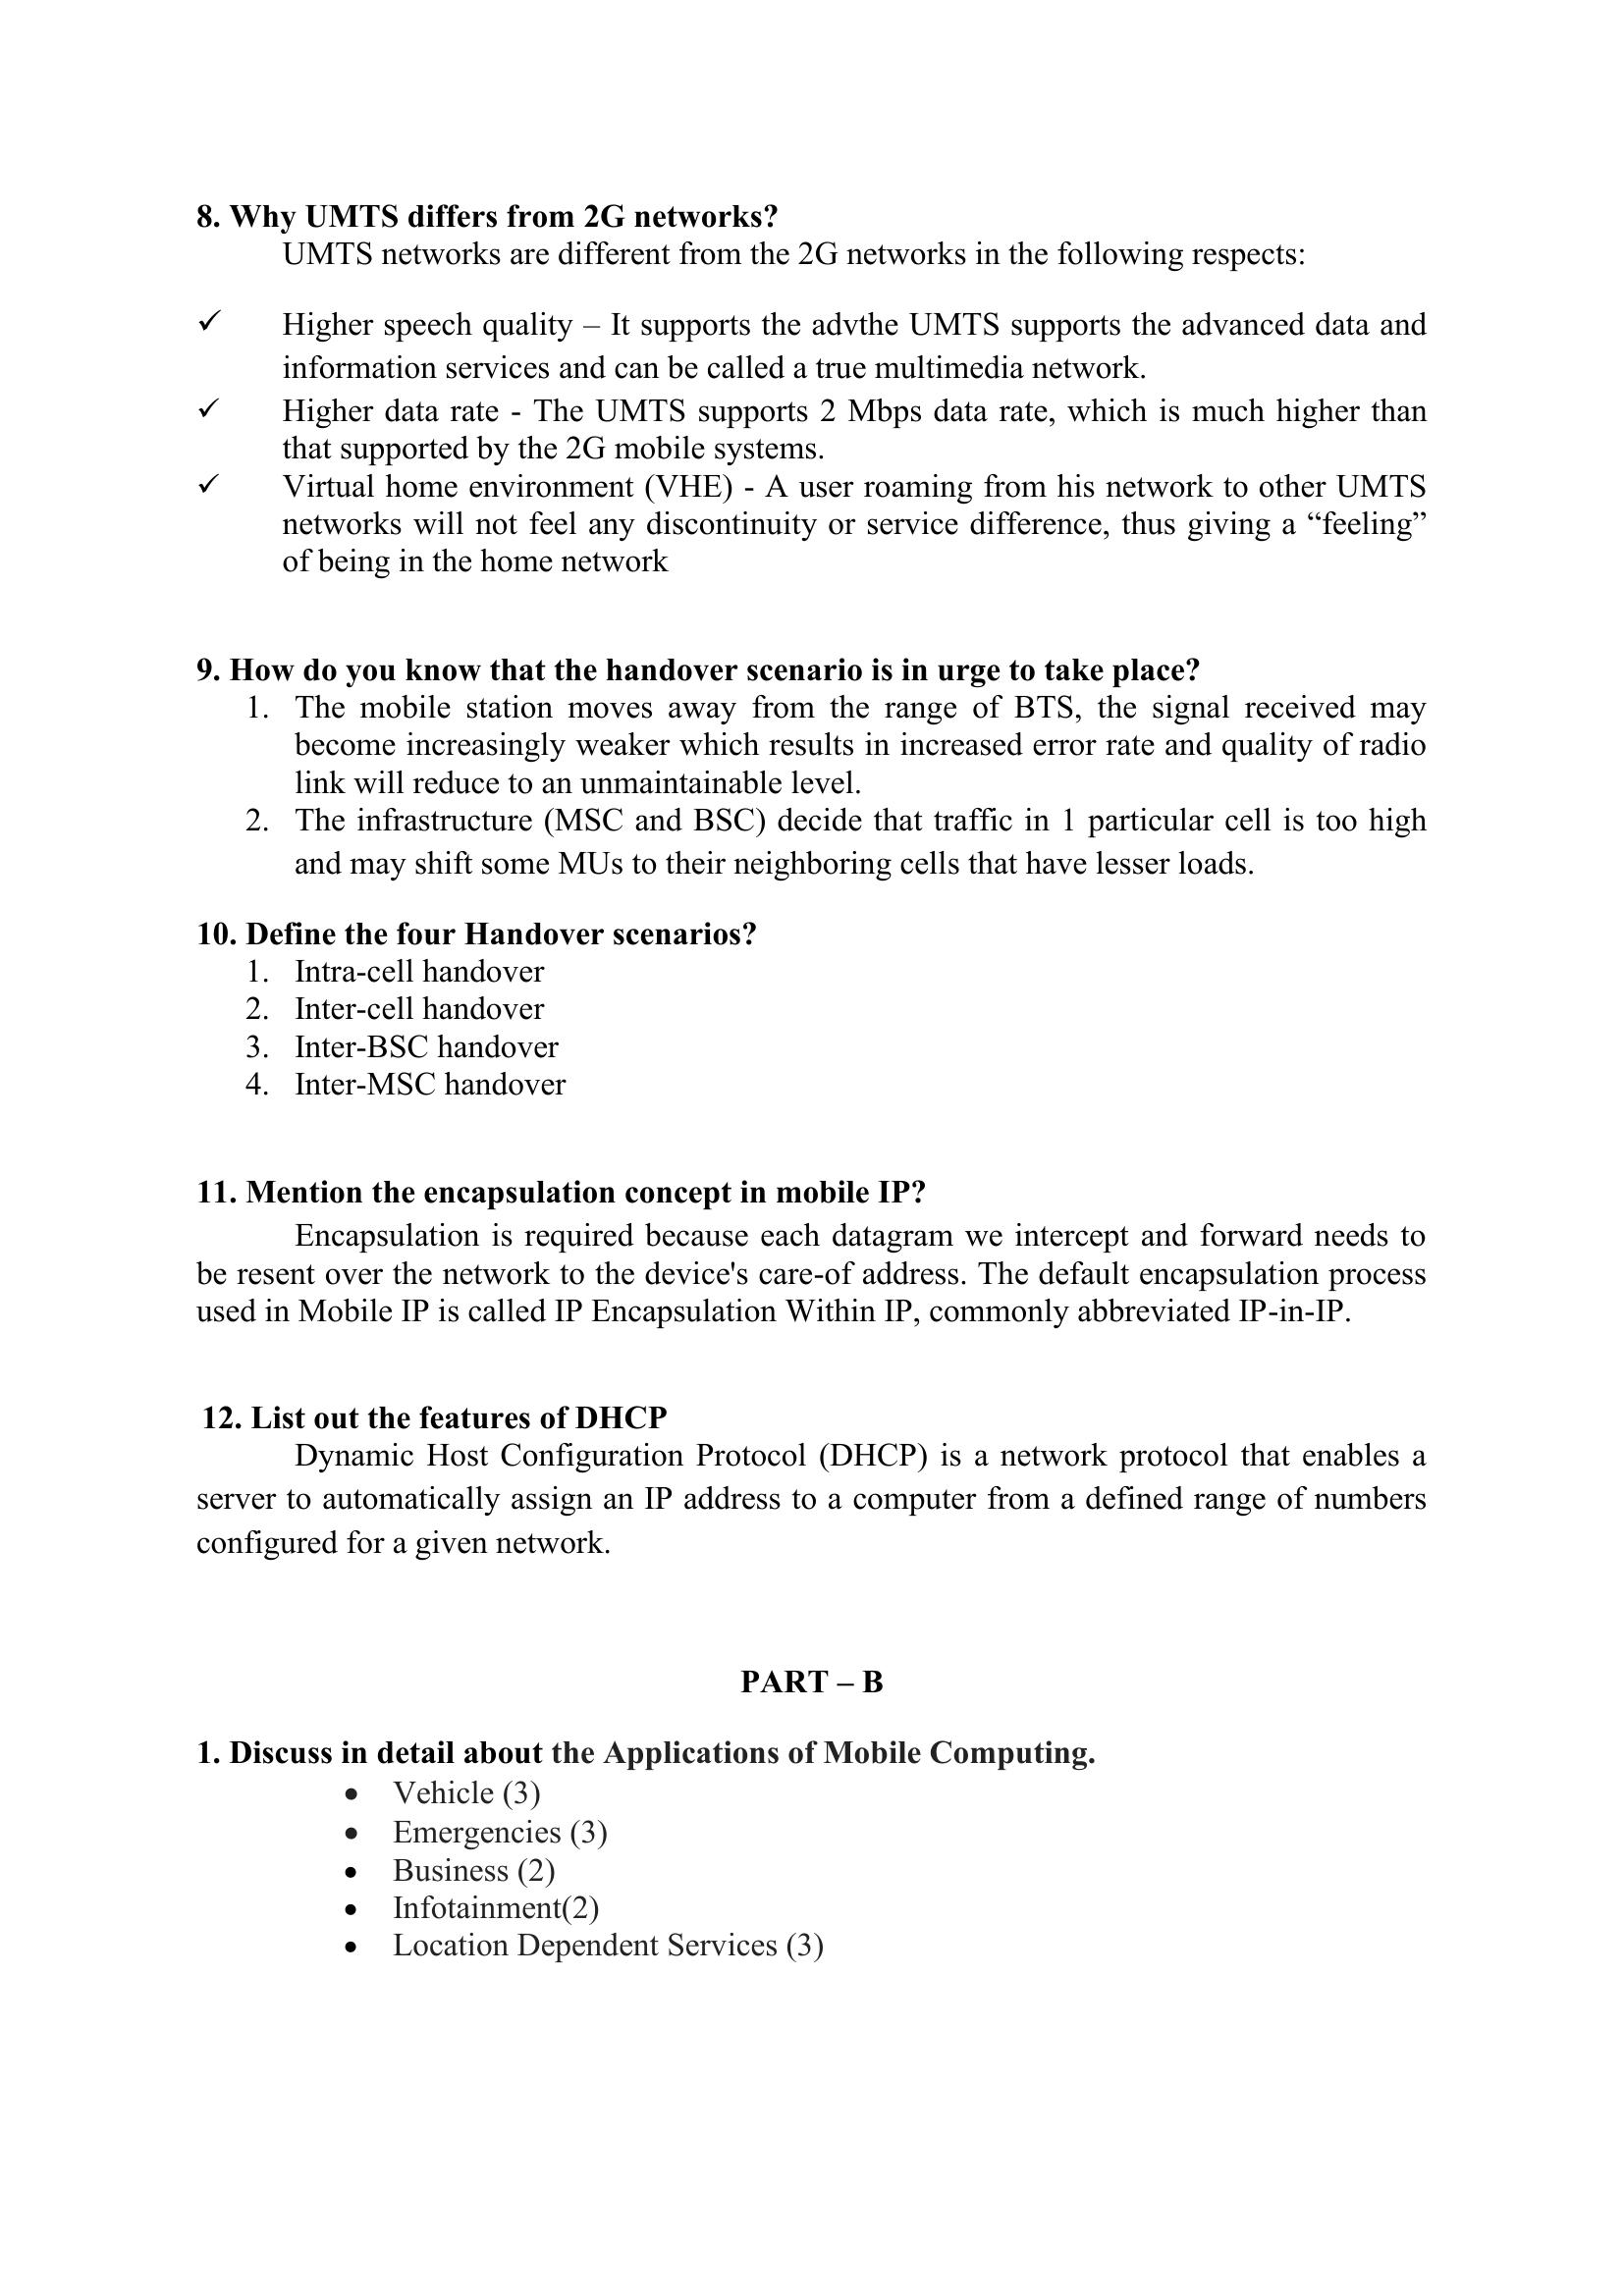 8. Why UMTS differs from 2G networks?
UMTS networks are different from the 2G networks in the following respects:
✓ Higher speech quality – It supports the advthe UMTS supports the advanced data and
information services and can be called a true multimedia network.
✓ Higher data rate - The UMTS supports 2 Mbps data rate, which is much higher than
that supported by the 2G mobile systems.
✓ Virtual home environment (VHE) - A user roaming from his network to other UMTS
networks will not feel any discontinuity or service difference, thus giving a “feeling”
of being in the home network
9. How do you know that the handover scenario is in urge to take place?
1. The mobile station moves away from the range of BTS, the signal received may
become increasingly weaker which results in increased error rate and quality of radio
link will reduce to an unmaintainable level.
2. The infrastructure (MSC and BSC) decide that traffic in 1 particular cell is too high
and may shift some MUs to their neighboring cells that have lesser loads.
10. Define the four Handover scenarios?
1. Intra-cell handover
2. Inter-cell handover
3. Inter-BSC handover
4. Inter-MSC handover
11. Mention the encapsulation concept in mobile IP?
Encapsulation is required because each datagram we intercept and forward needs to
be resent over the network to the device's care-of address. The default encapsulation process
used in Mobile IP is called IP Encapsulation Within IP, commonly abbreviated IP-in-IP.
12. List out the features of DHCP
Dynamic Host Configuration Protocol (DHCP) is a network protocol that enables a
server to automatically assign an IP address to a computer from a defined range of numbers
configured for a given network.
PART – B
1. Discuss in detail about the Applications of Mobile Computing.
• Vehicle (3)
• Emergencies (3)
• Business (2)
• Infotainment(2)
• Location Dependent Services (3)